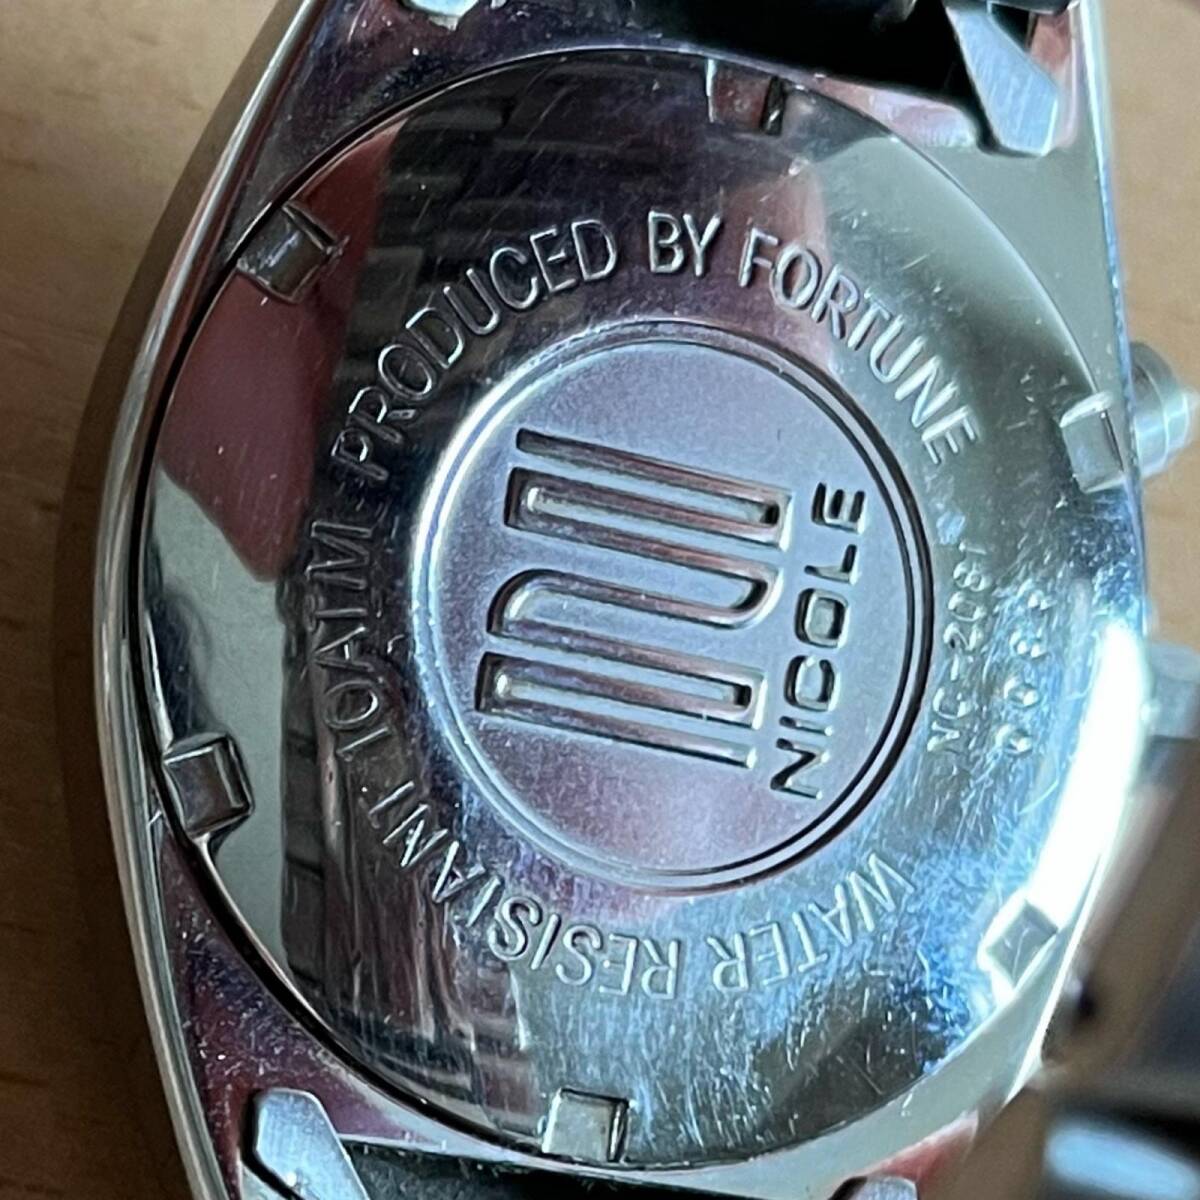 WATER RESISTANT 10ATM PRODUCED BY FORTUNE
NICOLE
NC-2081